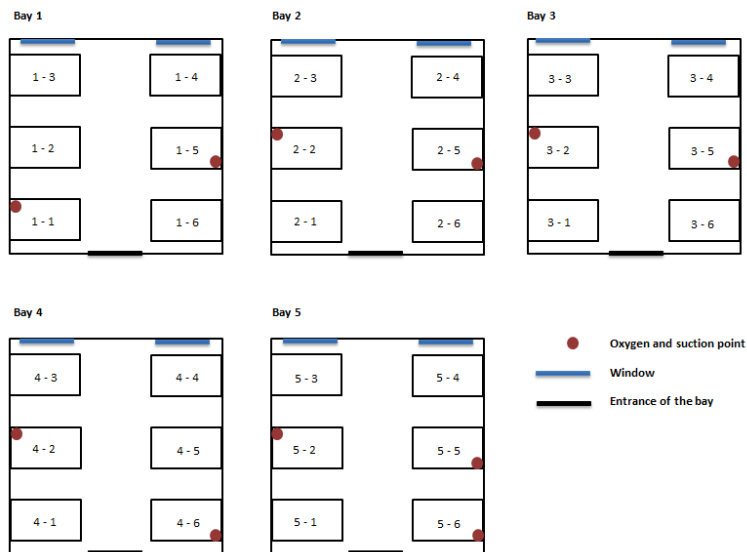 Bay 1 Bay 2 Bay 3
1 - 3 1 - 4 2 - 3 2 - 4 3 - 3 3 - 4
1 - 2 1 - 5 2 - 2 2 - 5 3 - 2 3 - 5
1 - 1 1 - 6 2 - 1 2 - 6 3 - 1 3 - 6
Bay 4 Bay 5
Oxygen and suction point
4 - 3 4 - 4 5 - 3 5 - 4 Window
Entrance of the bay
4 - 2 4 - 5 5 - 2 5 - 5
4 - 1 4 - 6 5 - 1 5 - 6